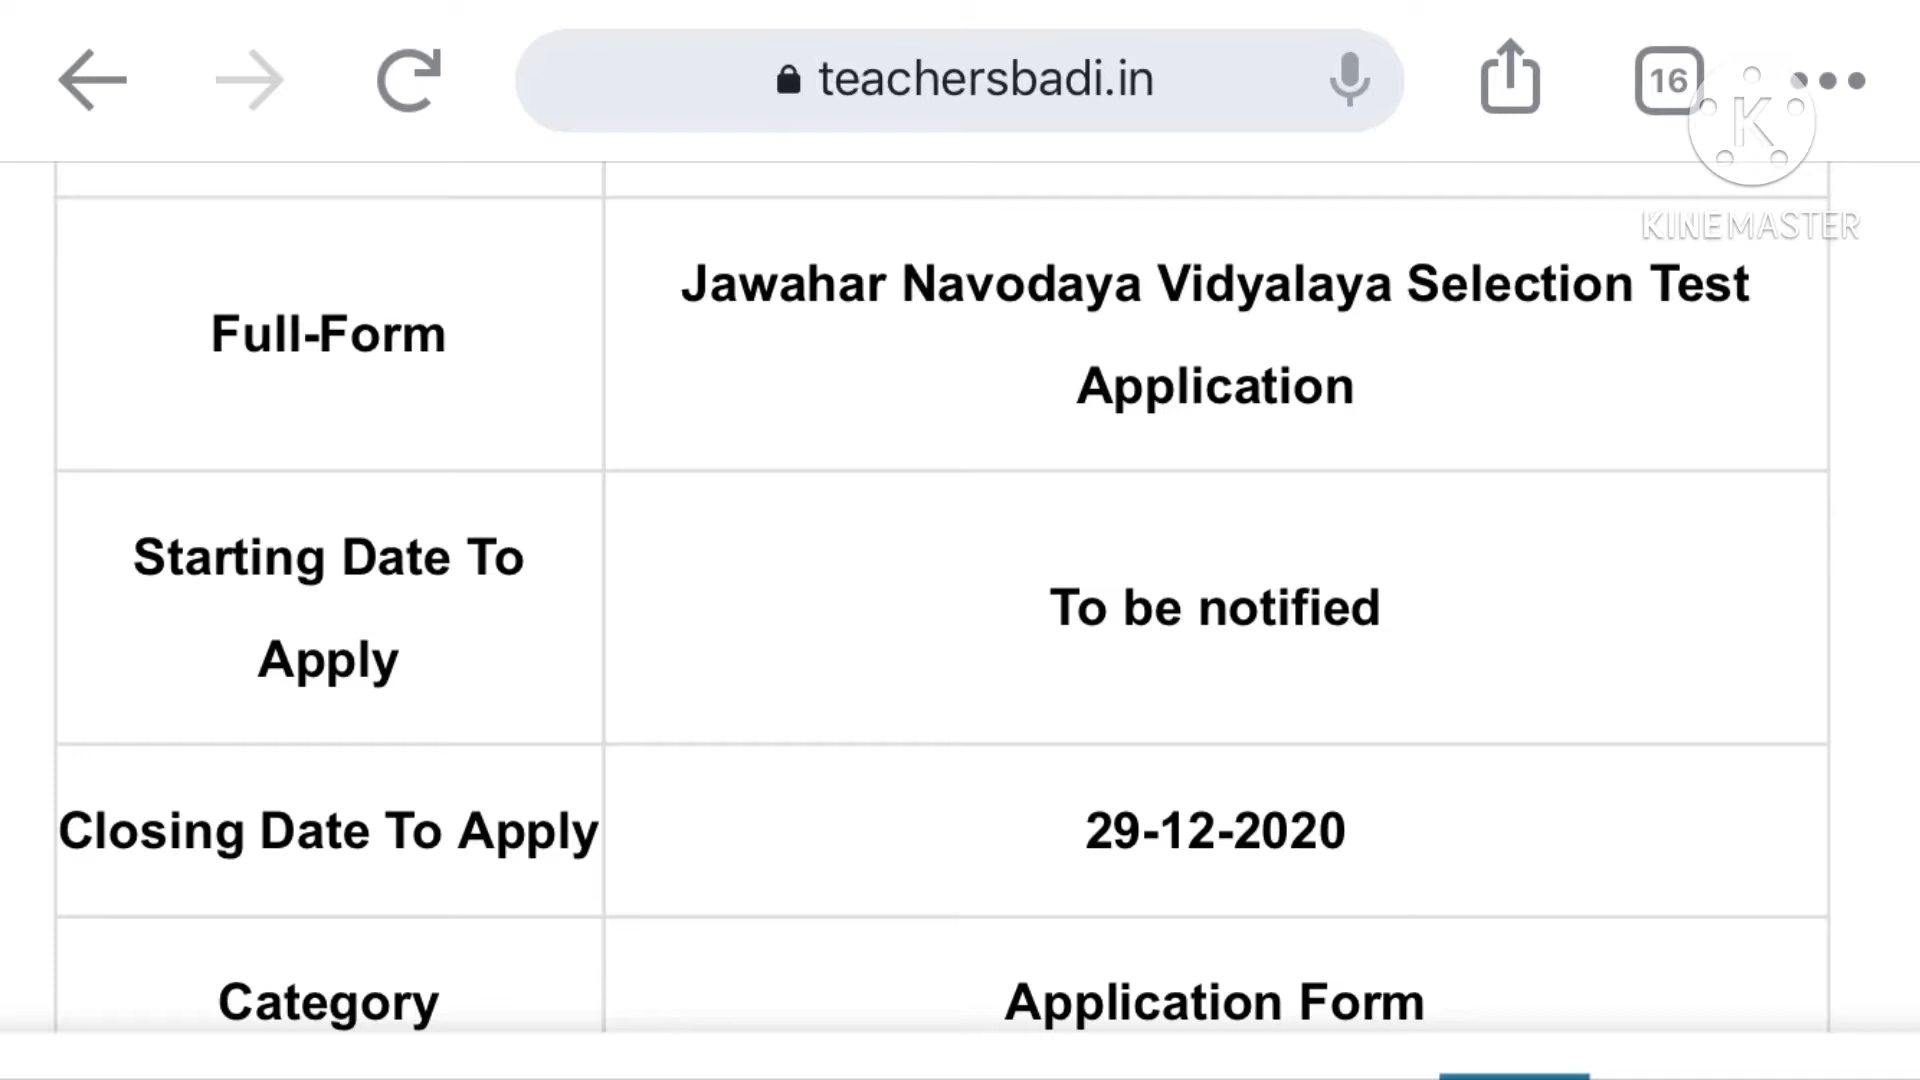 teachersbadi.in
16
K
KINEMASTER
Full-Form
Jawahar Navodaya Vidyalaya Selection Test
Application
Starting Date To
Apply
To be notified
Closing Date To Apply
29-12-2020
Category
Application Form